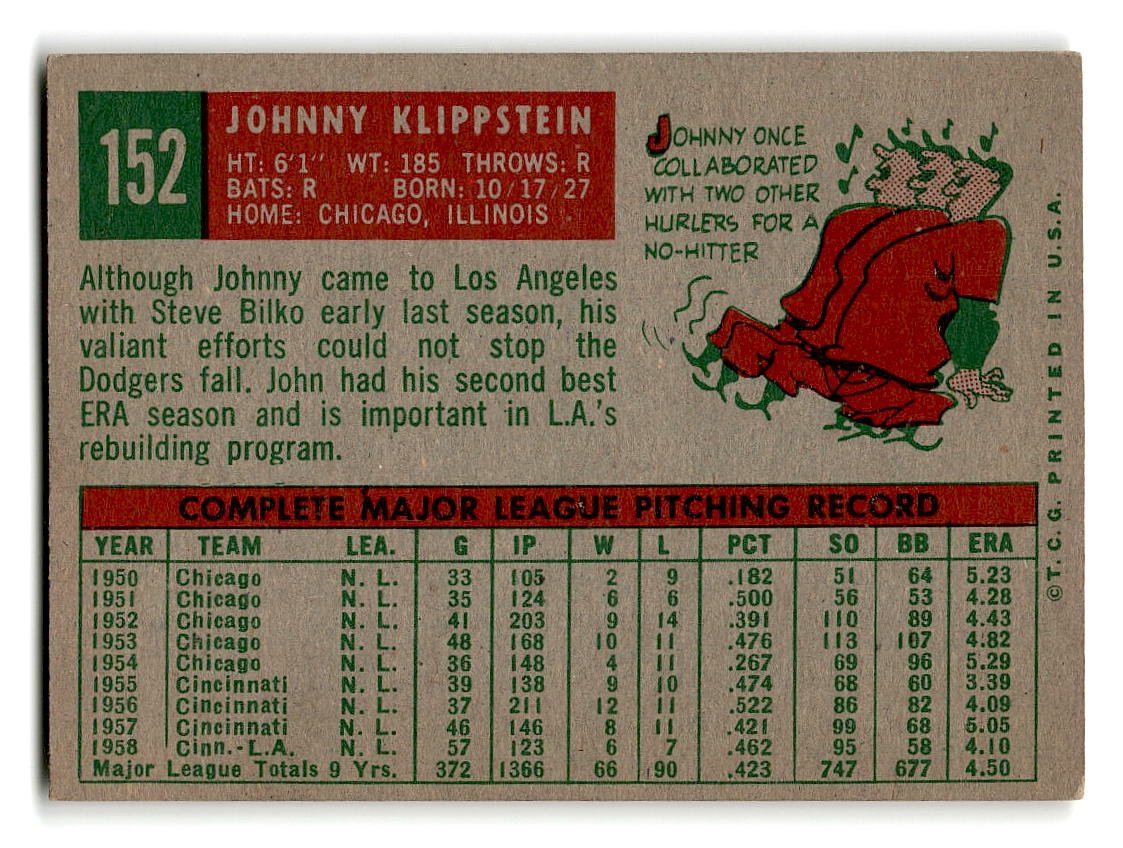 152
JOHNNY KLIPPSTEIN
HT: 6'1" WT: 185 THROWS: R
BATS: R BORN: 10/17/27
HOME: CHICAGO, ILLINOIS
JOHNNY ONCE
COLLABORATED
WITH TWO OTHER
HURLERS FOR A
NO-HITTER
Although Johnny came to Los Angeles
with Steve Bilko early last season, his
valiant efforts could not stop the
Dodgers fall. John had his second best
ERA season and is important in L.A.'s
rebuilding program.
COMPLETE MAJOR LEAGUE PITCHING RECORD
YEAR TEAM LEA. G IP W L PCT SO BB ERA
1950 Chicago N. L. 33 105 2 9 .182 51 64 5.23
1951 Chicago N. L. 35 124 6 6 .500 56 53 4.28
1952 Chicago N. L. 41 203 9 14 .391 110 89 4.43
1953 Chicago N. L. 48 168 10 11 .476 113 107 4.82
1954 Chicago N. L. 36 148 4 11 .267 69 96 5.29
1955 Cincinnati N. L. 39 138 9 10 .474 68 60 3.39
1956 Cincinnati N. L. 37 211 12 11 .522 86 82 4.09
1957 Cincinnati N. L. 46 146 8 11 .421 99 68 5.05
1958 Cinn.-L.A. N. L. 57 123 6 7 .462 95 58 4.10
Major League Totals 9 Yrs. 372 1366 66 90 .423 747 677 4.50
©T. C. G. PRINTED IN U.S.A.